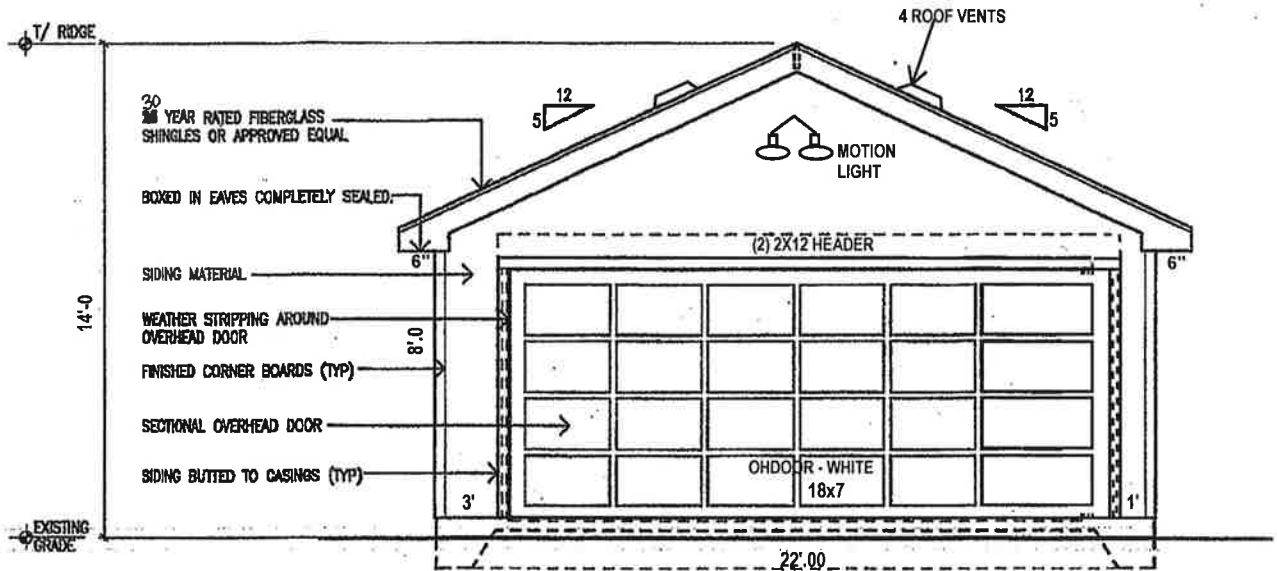 4 ROOF VENTS
T/ RIDGE
12
5
12
5
30
YEAR RATED FIBERGLASS
SHINGLES OR APPROVED EQUAL
MOTION
LIGHT
BOXED IN EAVES COMPLETELY SEALED.
(2) 2X12 HEADER
6"
6"
SIDING MATERIAL
14'-0
WEATHER STRIPPING AROUND
OVERHEAD DOOR
8'.0
FINISHED CORNER BOARDS (TYP)
SECTIONAL OVERHEAD DOOR
SIDING BUTTED TO CASINGS (TYP)
OHDOOR - WHITE
18x7
3'
1'
EXISTING
GRADE
22'.00